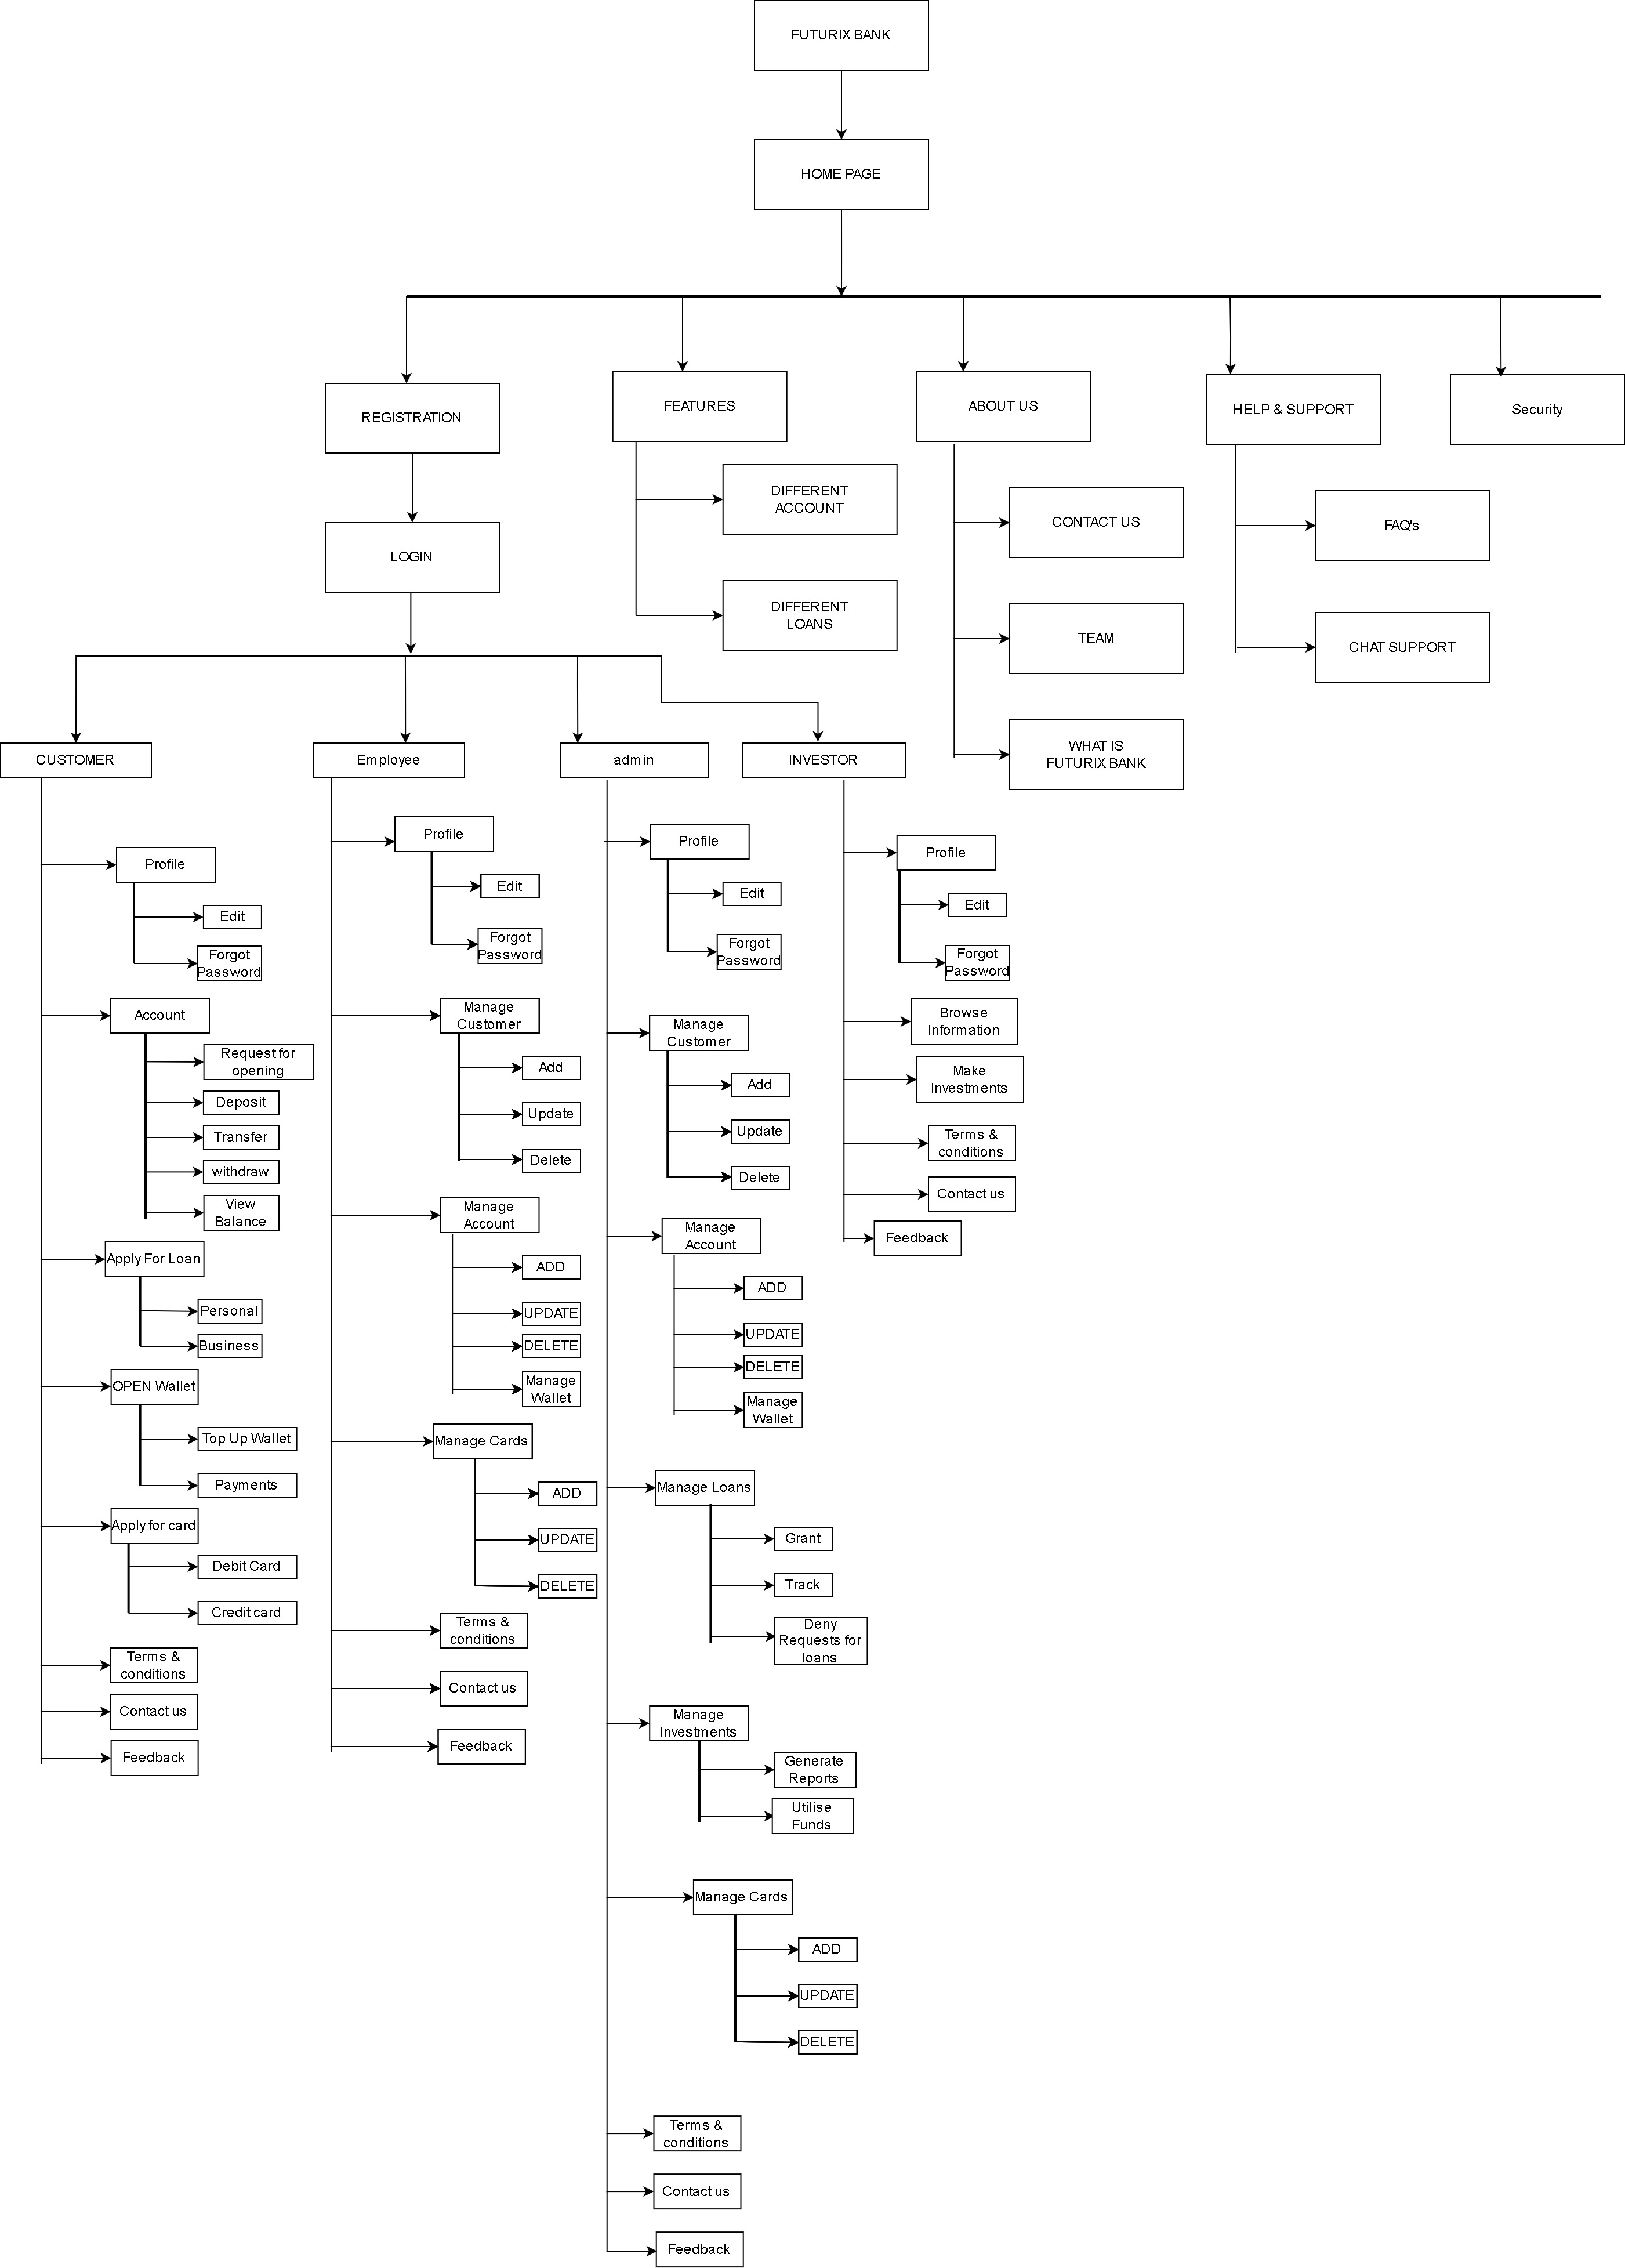 FUTURIX BANK
HOME PAGE
REGISTRATION
FEATURES
ABOUT US
HELP & SUPPORT
Security
LOGIN
DIFFERENT
ACCOUNT
DIFFERENT
LOANS
CONTACT US
TEAM
WHAT IS
FUTURIX BANK
FAQ's
CHAT SUPPORT
CUSTOMER
Profile
Edit
Forgot
Password
Account
Request for
opening
Deposit
Transfer
withdraw
View
Balance
Apply For Loan
Personal
Business
OPEN Wallet
Top Up Wallet
Payments
Apply for card
Debit Card
Credit card
Terms &
conditions
Contact us
Feedback
Employee
Profile
Edit
Forgot
Password
Manage
Customer
Add
Update
Delete
Manage
Account
ADD
UPDATE
DELETE
Manage
Wallet
Manage Cards
ADD
UPDATE
DELETE
Terms &
conditions
Contact us
Feedback
admin
Profile
Edit
Forgot
Password
Manage
Customer
Add
Update
Delete
Manage
Account
ADD
UPDATE
DELETE
Manage
Wallet
Manage Loans
Grant
Track
Deny
Requests for
loans
Manage
Investments
Generate
Reports
Utilise
Funds
Manage Cards
ADD
UPDATE
DELETE
Terms &
conditions
Contact us
Feedback
INVESTOR
Profile
Edit
Forgot
Password
Browse
Information
Make
Investments
Terms &
conditions
Contact us
Feedback